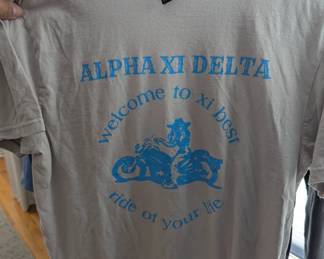 ALPHA XI DELTA
welcome to xi best
ride of your life